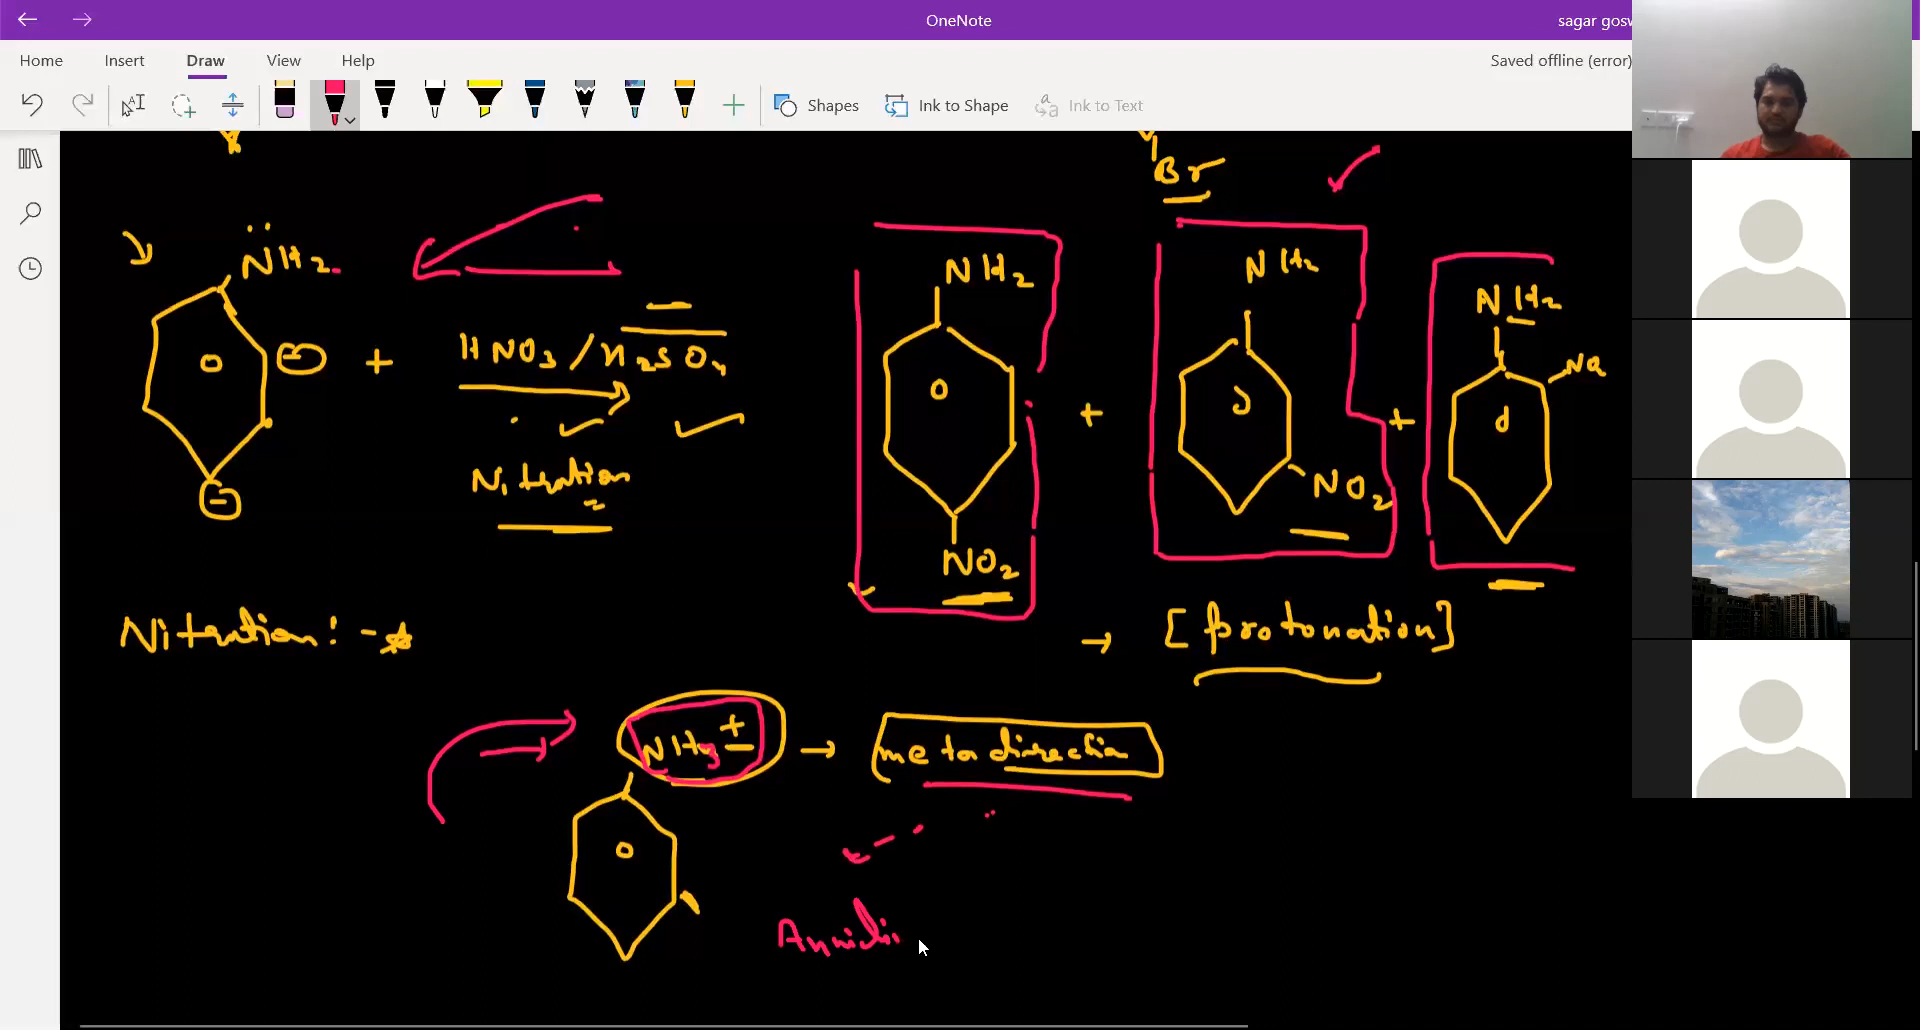 OneNote
sagar gosw
Home Insert Draw View Help
Saved offline (error)
Shapes Ink to Shape Ink to Text
Br
NH2 NH2 NH2 NH2
HNO3/H2SO4
+ + +
Nitration
NO2 NO2
Nitration:-
→ [protonation]
NH3+ → meta direction